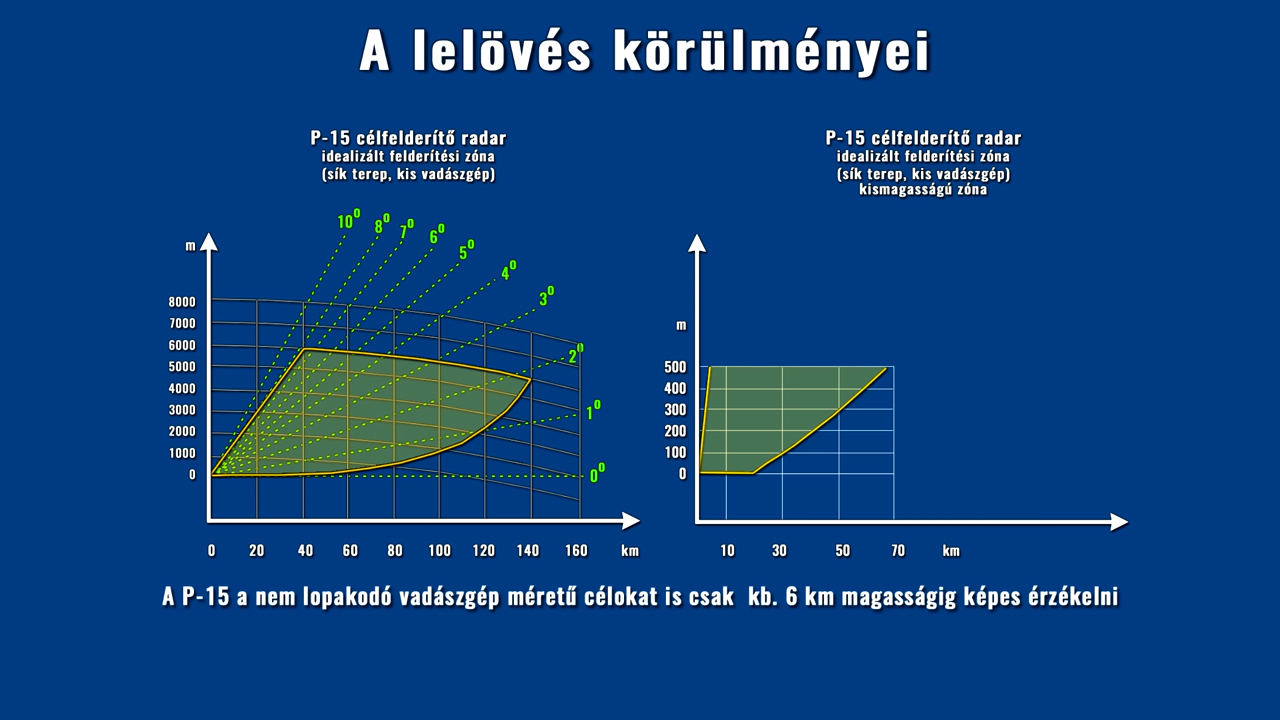 A lelövés körülményei
P-15 célfelderítő radar
idealizált felderítési zóna
(sík terep, kis vadászgép)
10⁰ 8⁰ 7⁰ 6⁰ 5⁰ 4⁰ 3⁰ 2⁰ 1⁰ 0⁰
m
8000
7000
6000
5000
4000
3000
2000
1000
0
0 20 40 60 80 100 120 140 160 km
P-15 célfelderítő radar
idealizált felderítési zóna
(sík terep, kis vadászgép)
kismagasságú zóna
m
500
400
300
200
100
0
10 30 50 70 km
A P-15 a nem lopakodó vadászgép méretű célokat is csak kb. 6 km magasságig képes érzékelni